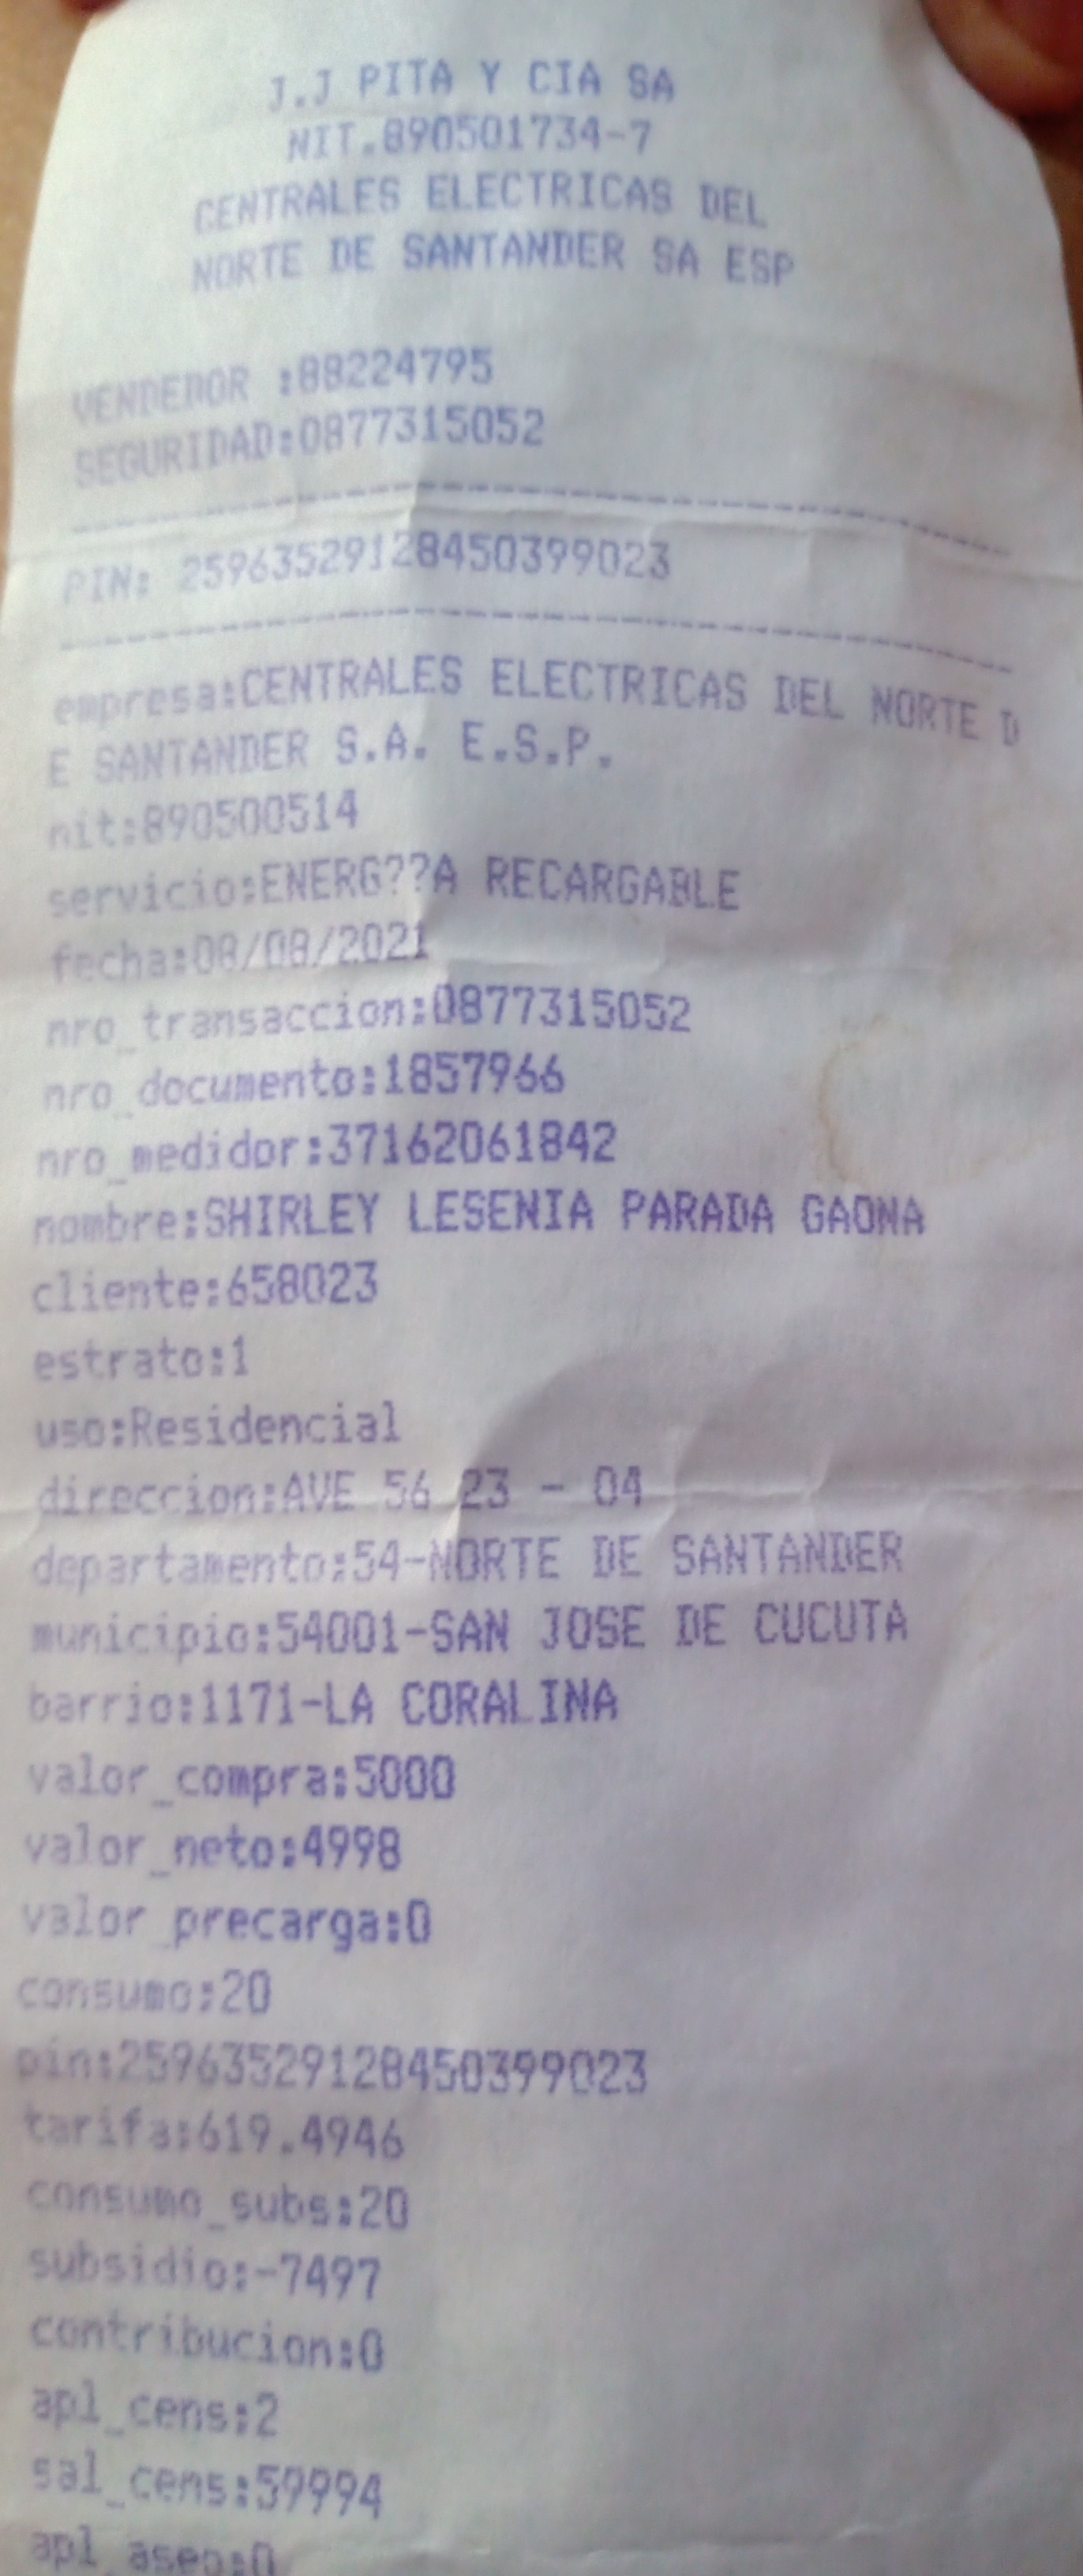 J.J PITA Y CIA SA
NIT.890501734-7
CENTRALES ELECTRICAS DEL
NORTE DE SANTANDER SA ESP
VENDEDOR :88224795
SEGURIDAD:0877315052
--------------------------------
PIN: 25963529128450399023
--------------------------------
empresa:CENTRALES ELECTRICAS DEL NORTE D
E SANTANDER S.A. E.S.P.
nit:890500514
servicio:ENERG??A RECARGABLE
fecha:08/08/2021
nro_transaccion:0877315052
nro_documento:1857966
nro_medidor:37162061842
nombre:SHIRLEY LESENIA PARADA GAONA
cliente:658023
estrato:1
uso:Residencial
direccion:AVE 56 23 - 04
departamento:54-NORTE DE SANTANDER
municipio:54001-SAN JOSE DE CUCUTA
barrio:1171-LA CORALINA
valor_compra:5000
valor_neto:4998
valor_precarga:0
consumo:20
pin:25963529128450399023
tarifa:619.4946
consumo_subs:20
subsidio:-7497
contribucion:0
apl_cens:2
sal_cens:59994
apl_aseo:0